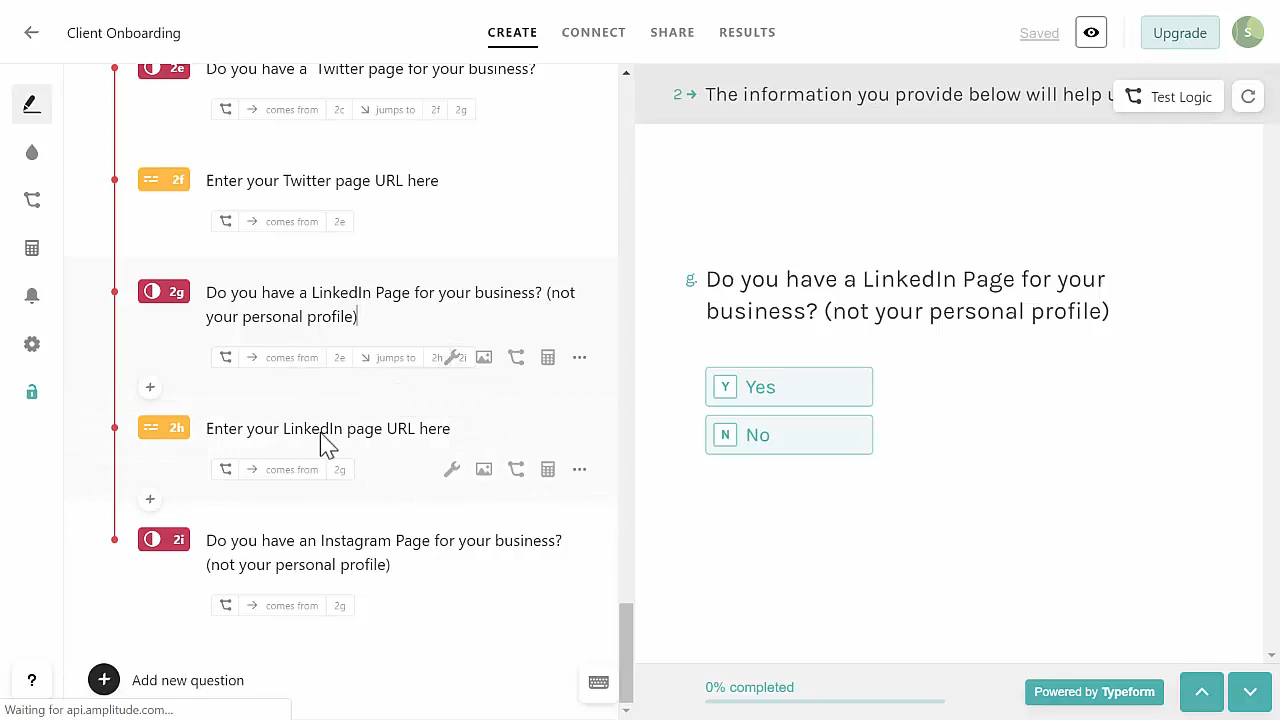 Client Onboarding
CREATE CONNECT SHARE RESULTS
Saved
Upgrade
S
2e Do you have a Twitter page for your business?
comes from 2c jumps to 2f 2g
2f Enter your Twitter page URL here
comes from 2e
2g Do you have a LinkedIn Page for your business? (not
your personal profile)
comes from 2e jumps to 2h 2i
2h Enter your LinkedIn page URL here
comes from 2g
2i Do you have an Instagram Page for your business?
(not your personal profile)
comes from 2g
? Add new question
Waiting for api.amplitude.com...
2 The information you provide below will help u
Test Logic
g. Do you have a LinkedIn Page for your
business? (not your personal profile)
Y Yes
N No
0% completed
Powered by Typeform